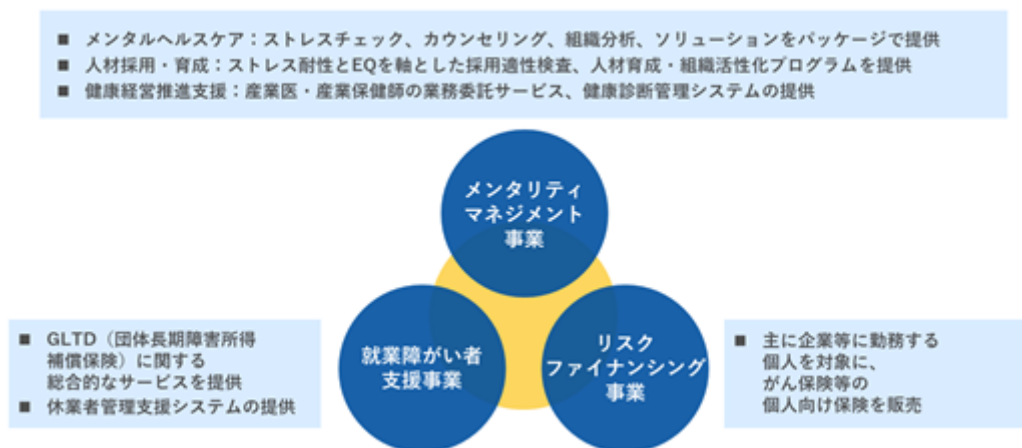 ■ メンタルヘルスケア：ストレスチェック、カウンセリング、組織分析、ソリューションをパッケージで提供
■ 人材採用・育成：ストレス耐性とEQを軸とした採用適性検査、人材育成・組織活性化プログラムを提供
■ 健康経営推進支援：産業医・産業保健師の業務委託サービス、健康診断管理システムの提供
メンタリティ
マネジメント
事業
■ GLTD（団体長期障害所得
補償保険）に関する
総合的なサービスを提供
■ 休業者管理支援システムの提供
就業障がい者
支援事業
リスク
ファイナンシング
事業
■ 主に企業等に勤務する
個人を対象に、
がん保険等の
個人向け保険を販売